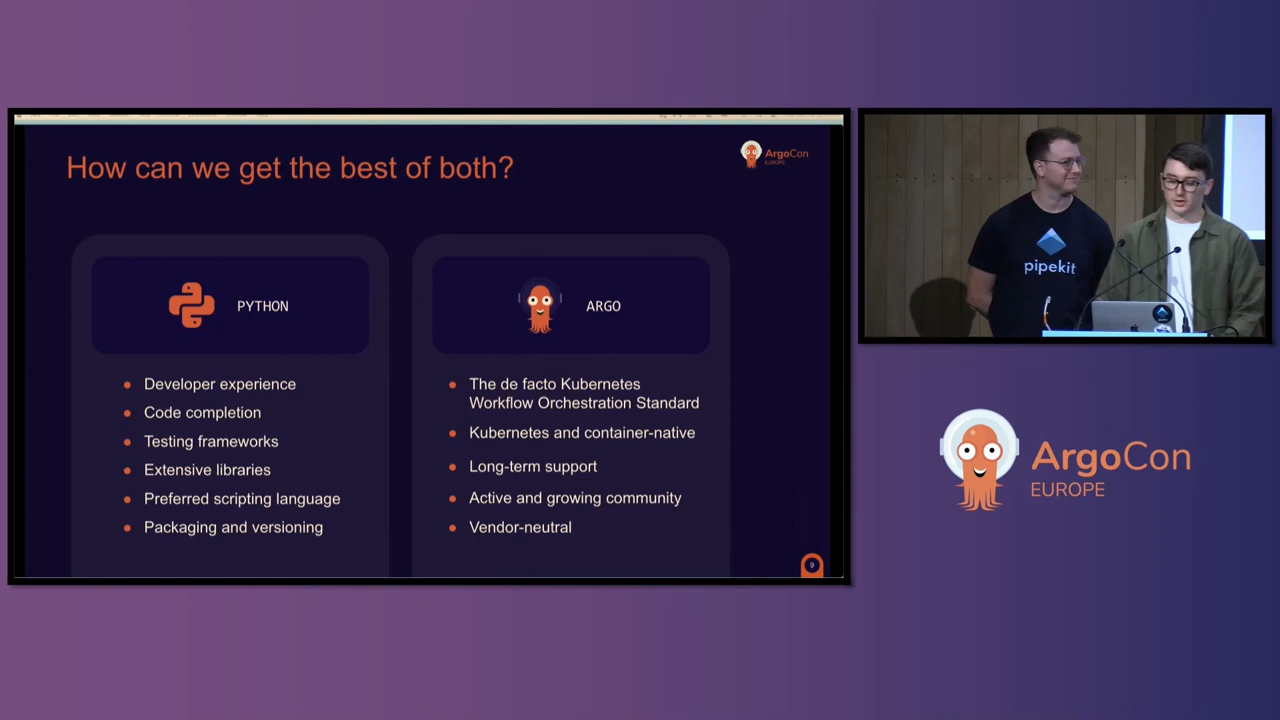 How can we get the best of both?
ArgoCon
EUROPE
PYTHON
Developer experience
Code completion
Testing frameworks
Extensive libraries
Preferred scripting language
Packaging and versioning
ARGO
The de facto Kubernetes
Workflow Orchestration Standard
Kubernetes and container-native
Long-term support
Active and growing community
Vendor-neutral
9
pipekit
ArgoCon
EUROPE